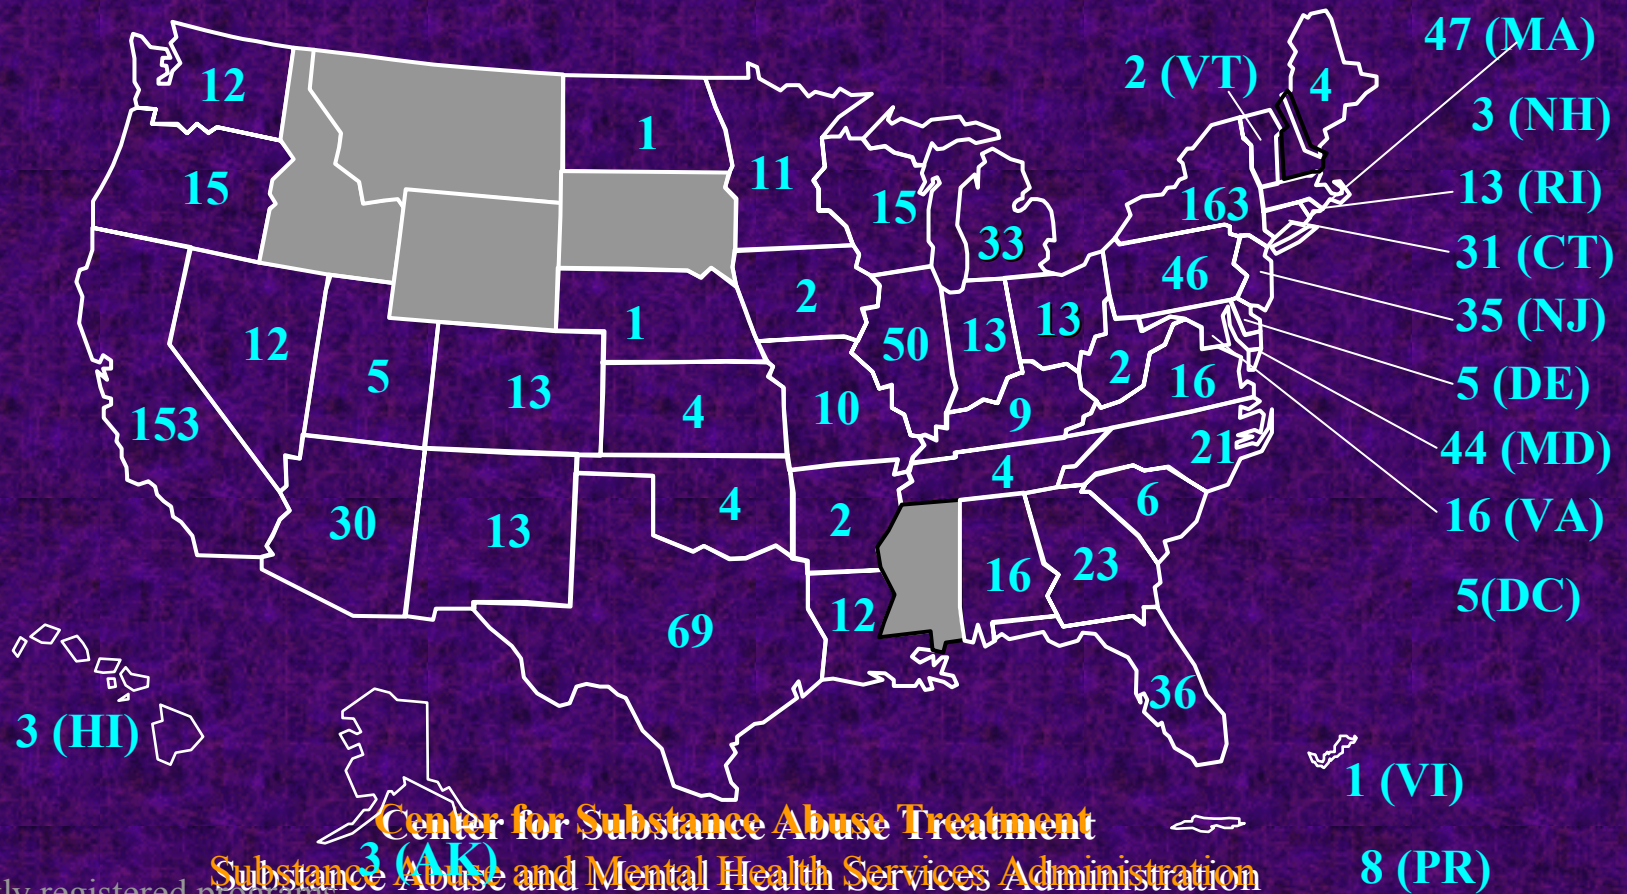 47 (MA)
2 (VT)
4
12
3 (NH)
1
11
15
15
163
13 (RI)
33
31 (CT)
46
2
35 (NJ)
1
12
50
13
13
5
2
16
5 (DE)
13
4
10
9
153
21
44 (MD)
4
4
6
16 (VA)
30
13
2
16
23
5(DC)
12
69
36
3 (HI)
1 (VI)
Center for Substance Abuse Treatment
3 (AK)
8 (PR)
Substance Abuse and Mental Health Services Administration
registered programs